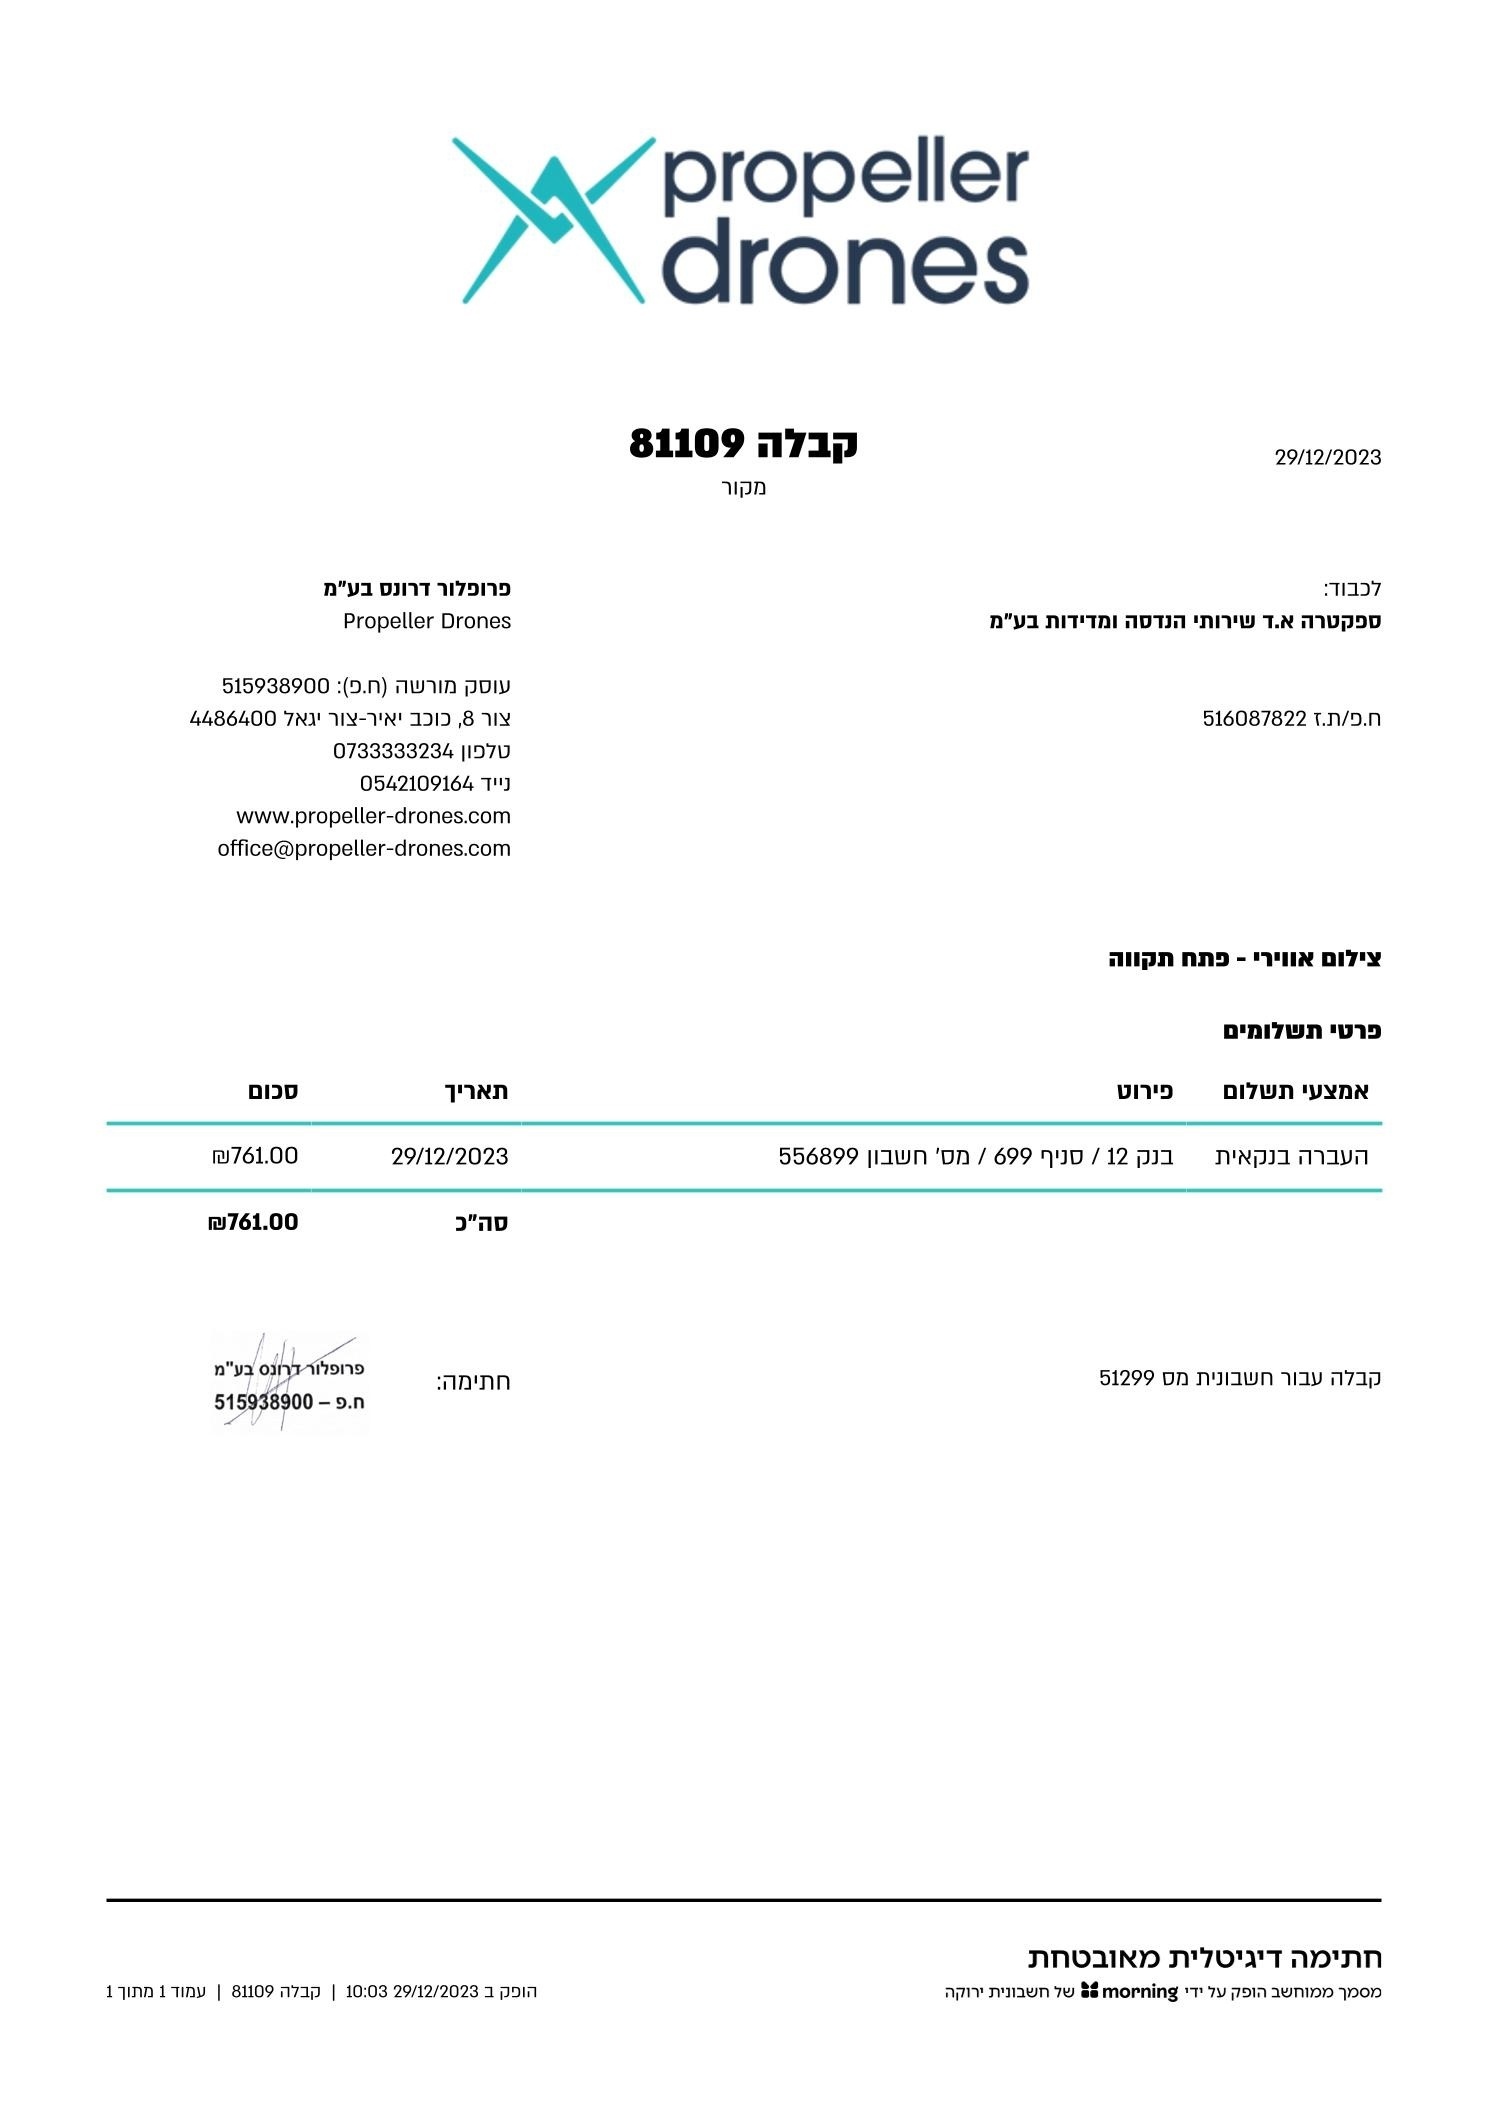 propeller
drones
קבלה 81109
מקור
29/12/2023
לכבוד:
ספקטרה א.ד שירותי הנדסה ומדידות בע"מ
ח.פ/ת.ז 516087822
פרופלור דרונס בע"מ
Propeller Drones
עוסק מורשה (ח.פ): 515938900
צור 8, כוכב יאיר-צור יגאל 4486400
טלפון 0733333234
נייד 0542109164
www.propeller-drones.com
office@propeller-drones.com
צילום אווירי - פתח תקווה
פרטי תשלומים
אמצעי תשלום פירוט תאריך סכום
העברה בנקאית בנק 12 / סניף 699 / מס' חשבון 556899 29/12/2023 ₪761.00
סה"כ ₪761.00
קבלה עבור חשבונית מס 51299
חתימה:
פרופלור דרונס בע"מ
ח.פ – 515938900
חתימה דיגיטלית מאובטחת
מסמך ממוחשב הופק על ידי morning של חשבונית ירוקה
הופק ב 29/12/2023 10:03 | קבלה 81109 | עמוד 1 מתוך 1